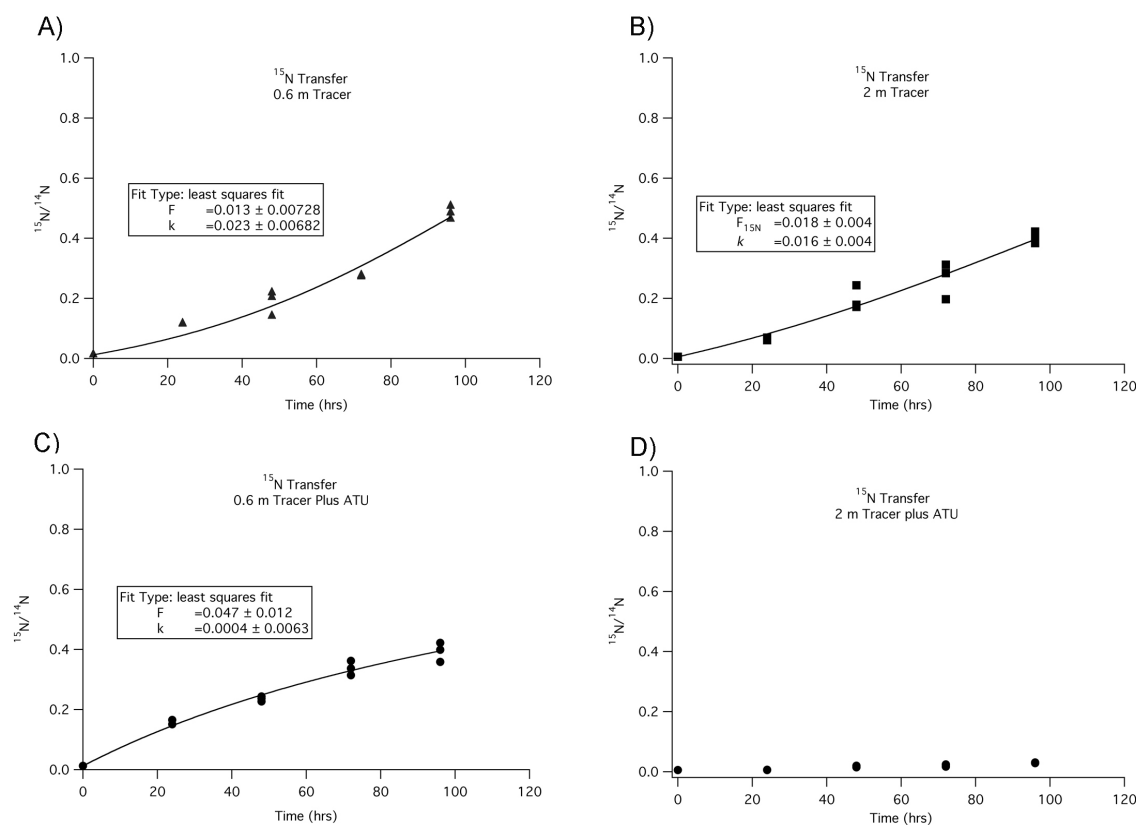 A)
1.0
0.8
0.6
0.4
0.2
0.0
¹⁵N/¹⁴N
¹⁵N Transfer
0.6 m Tracer
Fit Type: least squares fit
F =0.013 ± 0.00728
k =0.023 ± 0.00682
0 20 40 60 80 100 120
Time (hrs)
B)
1.0
0.8
0.6
0.4
0.2
0.0
¹⁵N/¹⁴N
¹⁵N Transfer
2 m Tracer
Fit Type: least squares fit
F₁₅N =0.018 ± 0.004
k =0.016 ± 0.004
0 20 40 60 80 100 120
Time (hrs)
C)
1.0
0.8
0.6
0.4
0.2
0.0
¹⁵N/¹⁴N
¹⁵N Transfer
0.6 m Tracer Plus ATU
Fit Type: least squares fit
F =0.047 ± 0.012
k =0.0004 ± 0.0063
0 20 40 60 80 100 120
Time (hrs)
D)
1.0
0.8
0.6
0.4
0.2
0.0
¹⁵N/¹⁴N
¹⁵N Transfer
2 m Tracer plus ATU
0 20 40 60 80 100 120
Time (hrs)